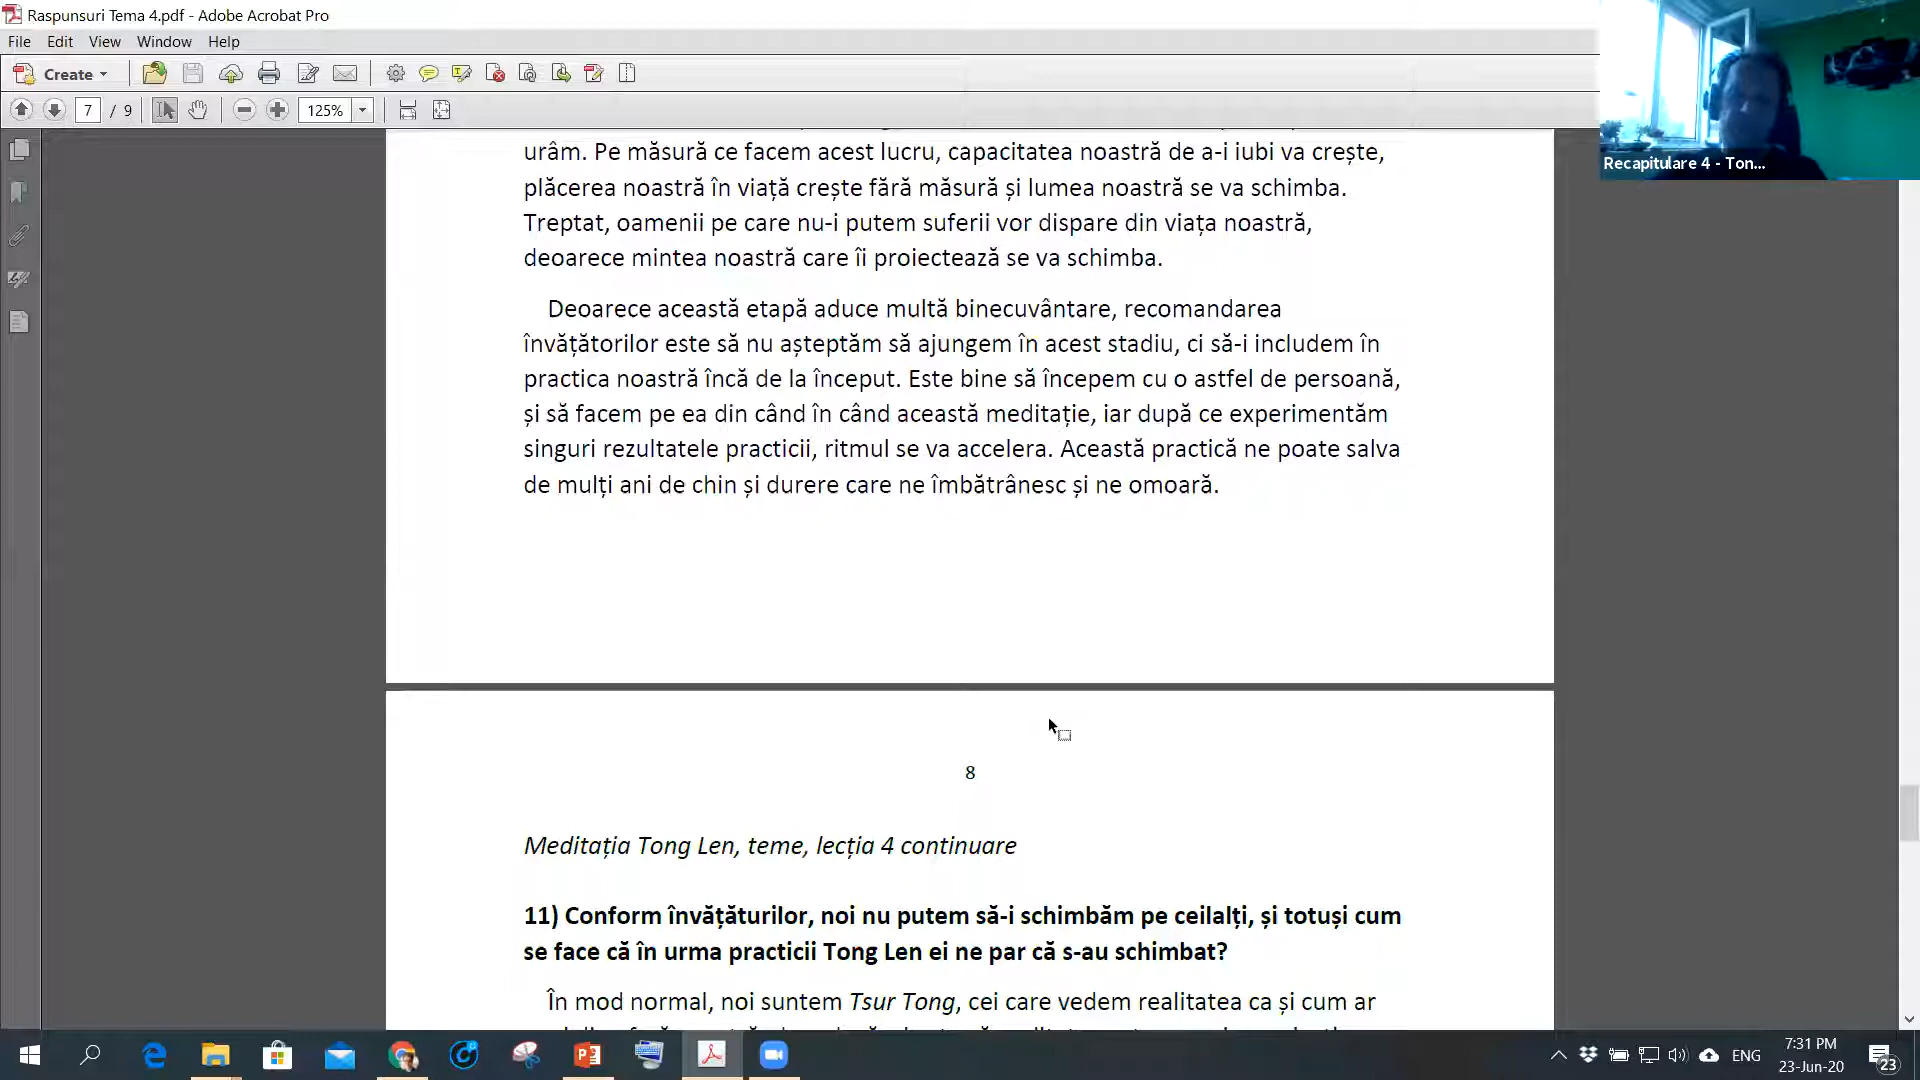 Raspunsuri Tema 4.pdf - Adobe Acrobat Pro
File Edit View Window Help
Create
7 / 9 125%
Recapitulare 4 - Ton...
urâm. Pe măsură ce facem acest lucru, capacitatea noastră de a-i iubi va crește,
plăcerea noastră în viață crește fără măsură și lumea noastră se va schimba.
Treptat, oamenii pe care nu-i putem suferii vor dispare din viața noastră,
deoarece mintea noastră care îi proiectează se va schimba.
Deoarece această etapă aduce multă binecuvântare, recomandarea
învățătorilor este să nu așteptăm să ajungem în acest stadiu, ci să-i includem în
practica noastră încă de la început. Este bine să începem cu o astfel de persoană,
și să facem pe ea din când în când această meditație, iar după ce experimentăm
singuri rezultatele practicii, ritmul se va accelera. Această practică ne poate salva
de mulți ani de chin și durere care ne îmbătrânesc și ne omoară.
8
Meditația Tong Len, teme, lecția 4 continuare
11) Conform învățăturilor, noi nu putem să-i schimbăm pe ceilalți, și totuși cum
se face că în urma practicii Tong Len ei ne par că s-au schimbat?
În mod normal, noi suntem Tsur Tong, cei care vedem realitatea ca și cum ar
ENG
7:31 PM
23-Jun-20
23